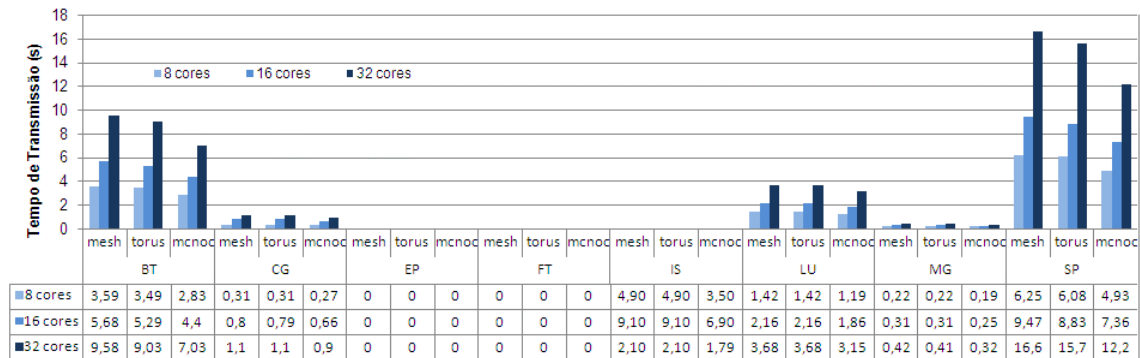 18
16
14
12
10
8
6
4
2
0
Tempo de Transmissão (s)
8 cores 16 cores 32 cores
mesh torus mcnoc mesh torus mcnoc mesh torus mcnoc mesh torus mcnoc mesh torus mcnoc mesh torus mcnoc mesh torus mcnoc mesh torus mcnoc
BT CG EP FT IS LU MG SP
8 cores 3,59 3,49 2,83 0,31 0,31 0,27 0 0 0 0 0 0 4,90 4,90 3,50 1,42 1,42 1,19 0,22 0,22 0,19 6,25 6,08 4,93
16 cores 5,68 5,29 4,4 0,8 0,79 0,66 0 0 0 0 0 0 9,10 9,10 6,90 2,16 2,16 1,86 0,31 0,31 0,25 9,47 8,83 7,36
32 cores 9,58 9,03 7,03 1,1 1,1 0,9 0 0 0 0 0 0 2,10 2,10 1,79 3,68 3,68 3,15 0,42 0,41 0,32 16,6 15,7 12,2